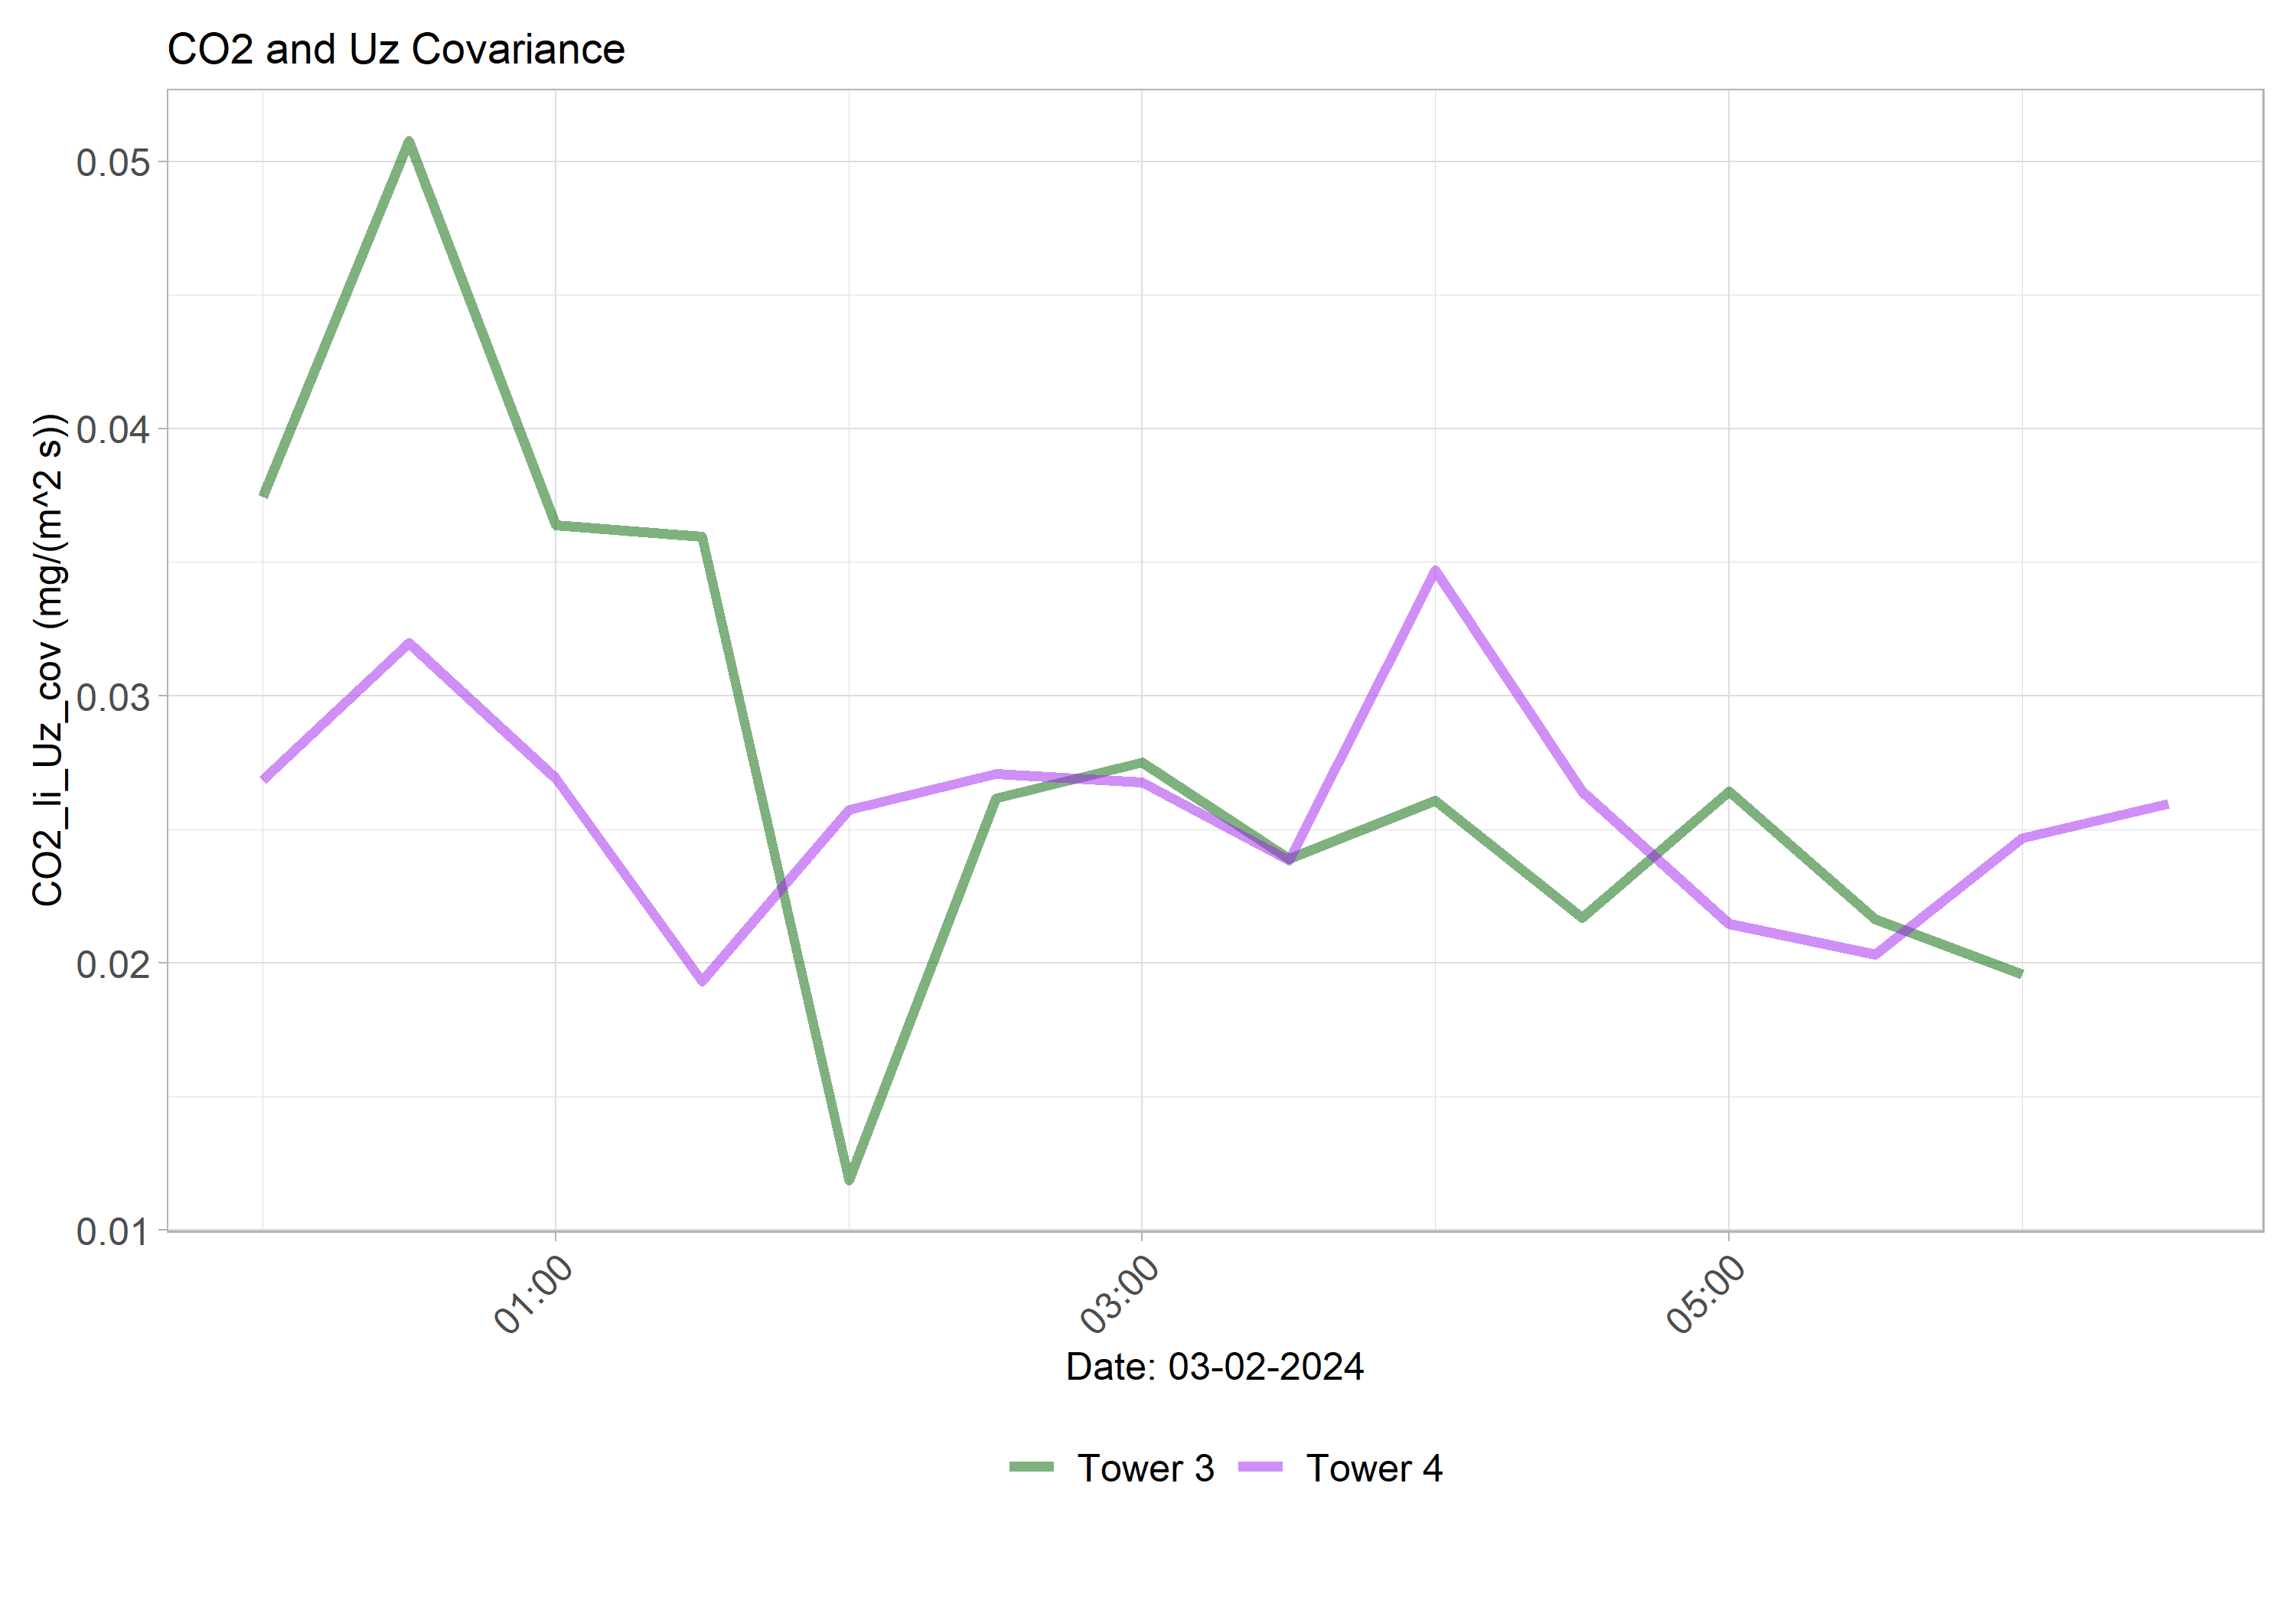 CO2 and Uz Covariance
CO2_li_Uz_cov (mg/(m^2 s))
0.05
0.04
0.03
0.02
0.01
01:00
03:00
05:00
Date: 03-02-2024
Tower 3
Tower 4